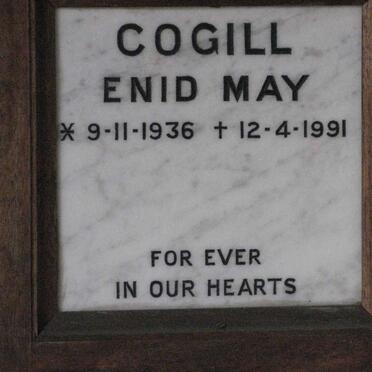 COGILL
ENID MAY
* 9-11-1936 † 12-4-1991
FOR EVER
IN OUR HEARTS